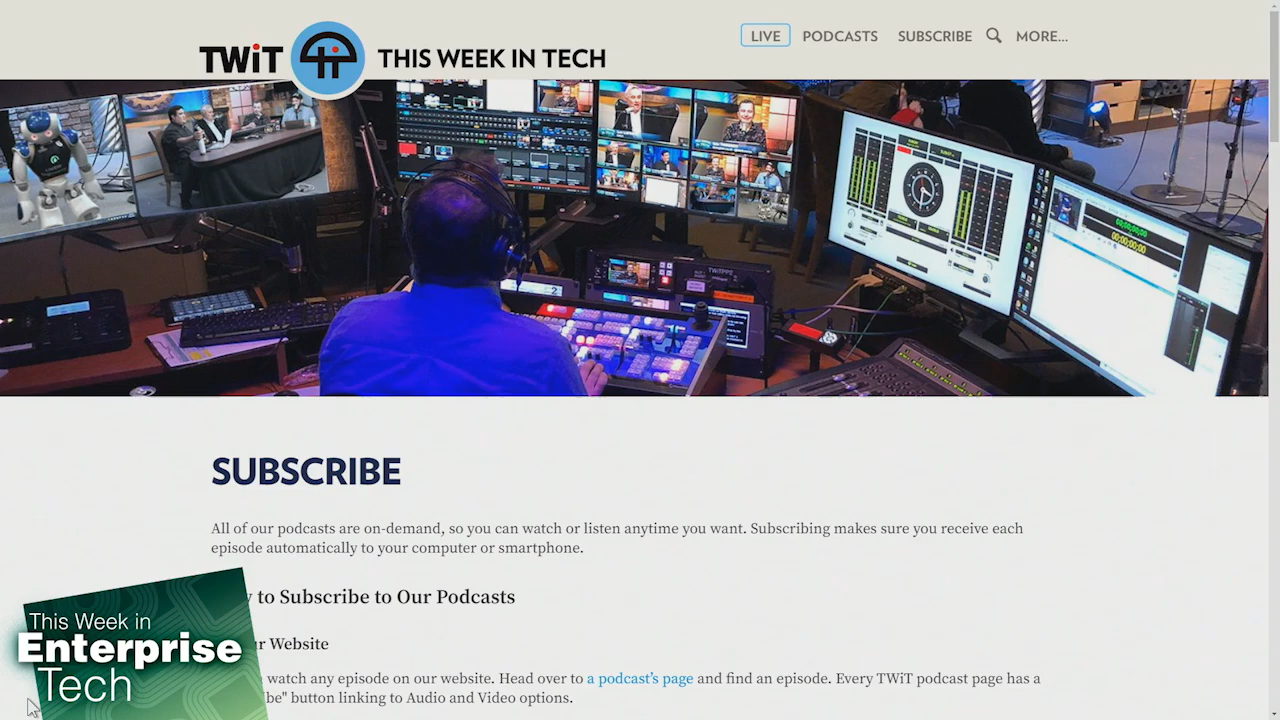 TWiT
THIS WEEK IN TECH
LIVE
PODCASTS
SUBSCRIBE
MORE...
SUBSCRIBE
All of our podcasts are on-demand, so you can watch or listen anytime you want. Subscribing makes sure you receive each
episode automatically to your computer or smartphone.
to Subscribe to Our Podcasts
Website
watch any episode on our website. Head over to a podcast's page and find an episode. Every TWiT podcast page has a
be" button linking to Audio and Video options.
This Week in
Enterprise
Tech